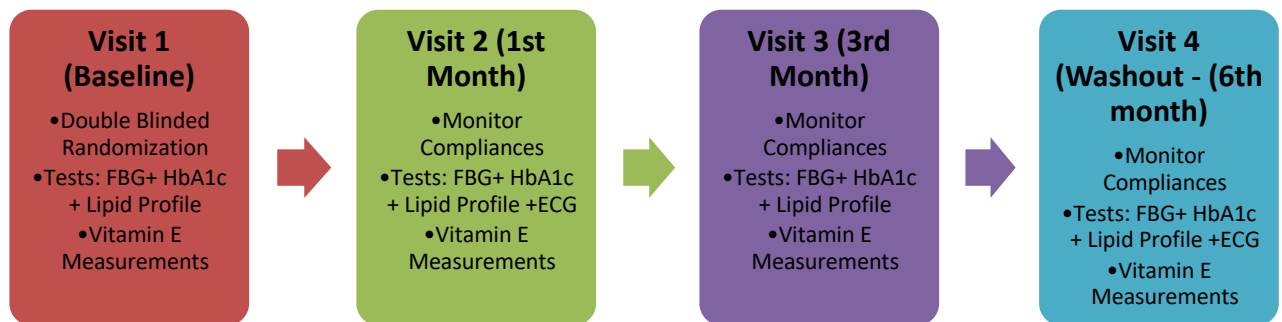 Visit 1
(Baseline)
•Double Blinded
Randomization
•Tests: FBG+ HbA1c
+ Lipid Profile
•Vitamin E
Measurements
Visit 2 (1st
Month)
•Monitor
Compliances
•Tests: FBG+ HbA1c
+ Lipid Profile +ECG
•Vitamin E
Measurements
Visit 3 (3rd
Month)
•Monitor
Compliances
•Tests: FBG+ HbA1c
+ Lipid Profile
•Vitamin E
Measurements
Visit 4
(Washout - (6th
month)
•Monitor
Compliances
•Tests: FBG+ HbA1c
+ Lipid Profile +ECG
•Vitamin E
Measurements